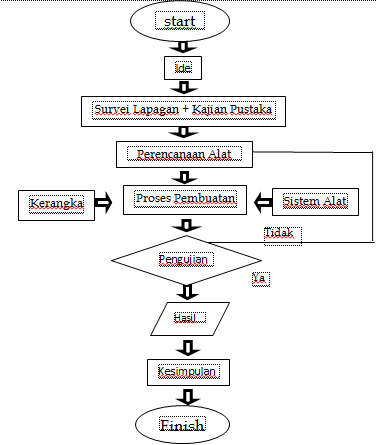 start
Ide
Survei Lapagan + Kajian Pustaka
Perencanaan Alat
Kerangka
Proses Pembuatan
Sistem Alat
Tidak
Pengujian
Ya
Hasil
Kesimpulan
Finish